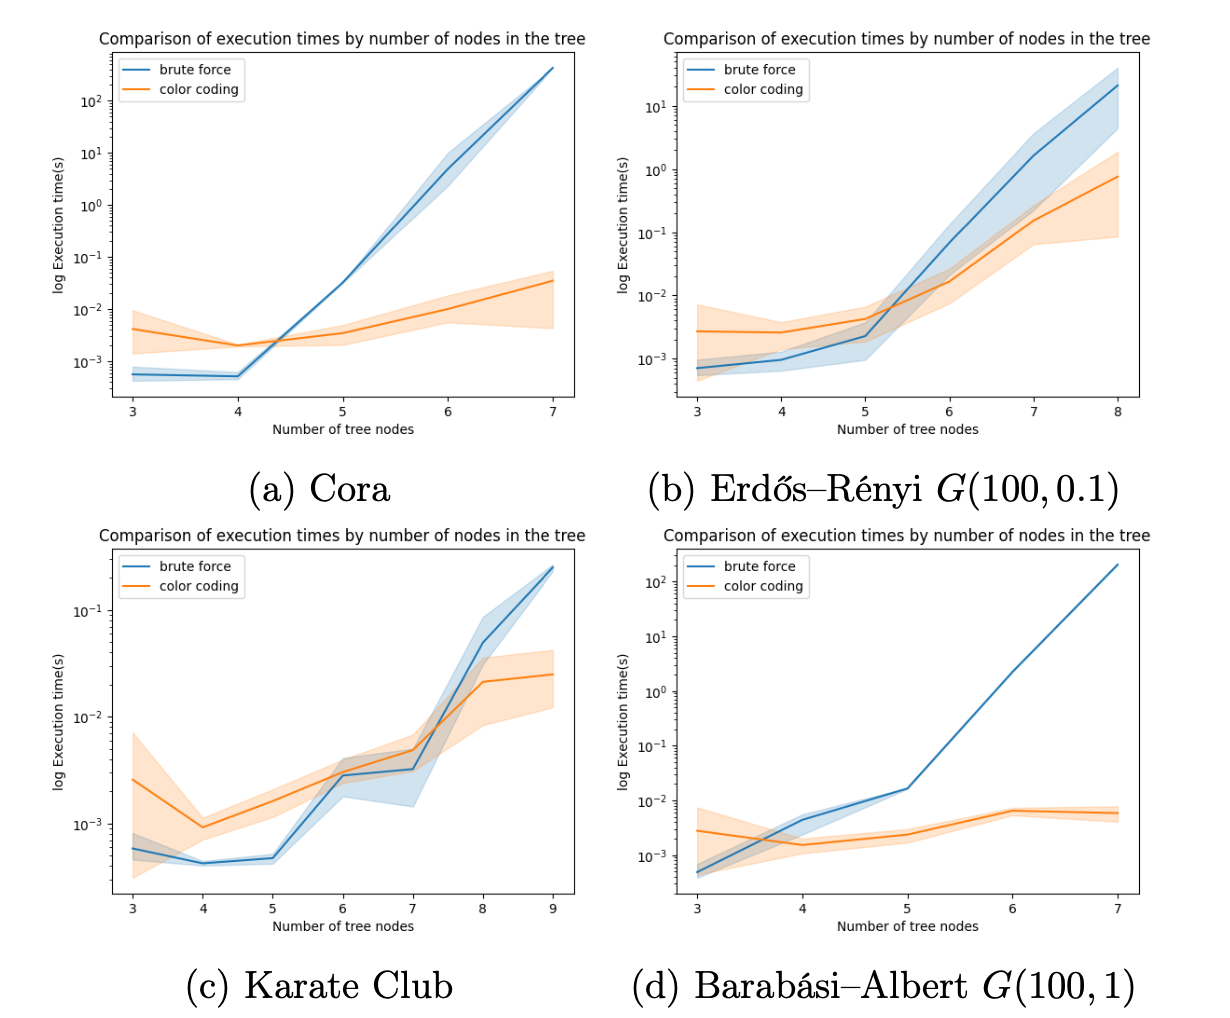 Comparison of execution times by number of nodes in the tree
brute force
color coding
log Execution time(s)
10²
10¹
10⁰
10⁻¹
10⁻²
10⁻³
3 4 5 6 7
Number of tree nodes
(a) Cora
Comparison of execution times by number of nodes in the tree
brute force
color coding
log Execution time(s)
10¹
10⁰
10⁻¹
10⁻²
10⁻³
3 4 5 6 7 8
Number of tree nodes
(b) Erdős–Rényi G(100, 0.1)
Comparison of execution times by number of nodes in the tree
brute force
color coding
log Execution time(s)
10⁻¹
10⁻²
10⁻³
3 4 5 6 7 8 9
Number of tree nodes
(c) Karate Club
Comparison of execution times by number of nodes in the tree
brute force
color coding
log Execution time(s)
10²
10¹
10⁰
10⁻¹
10⁻²
10⁻³
3 4 5 6 7
Number of tree nodes
(d) Barabási–Albert G(100, 1)